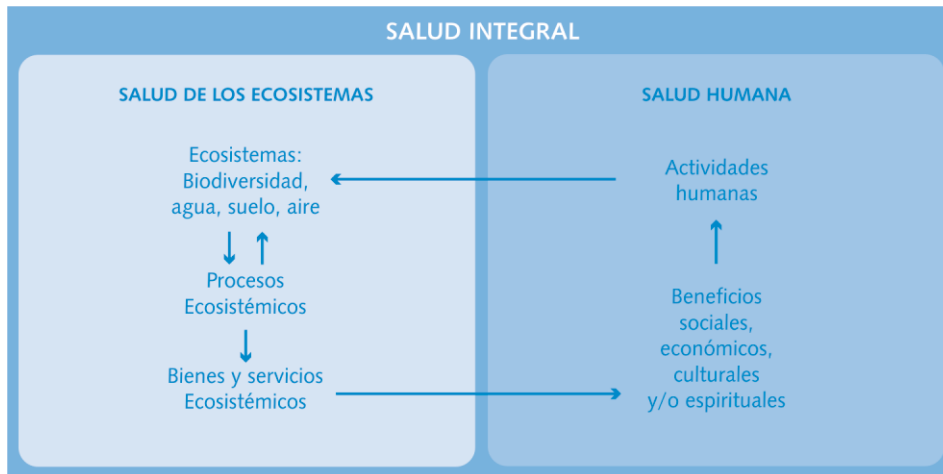 SALUD INTEGRAL
SALUD DE LOS ECOSISTEMAS
Ecosistemas:
Biodiversidad,
agua, suelo, aire
Procesos
Ecosistémicos
Bienes y servicios
Ecosistémicos
SALUD HUMANA
Actividades
humanas
Beneficios
sociales,
económicos,
culturales
y/o espirituales